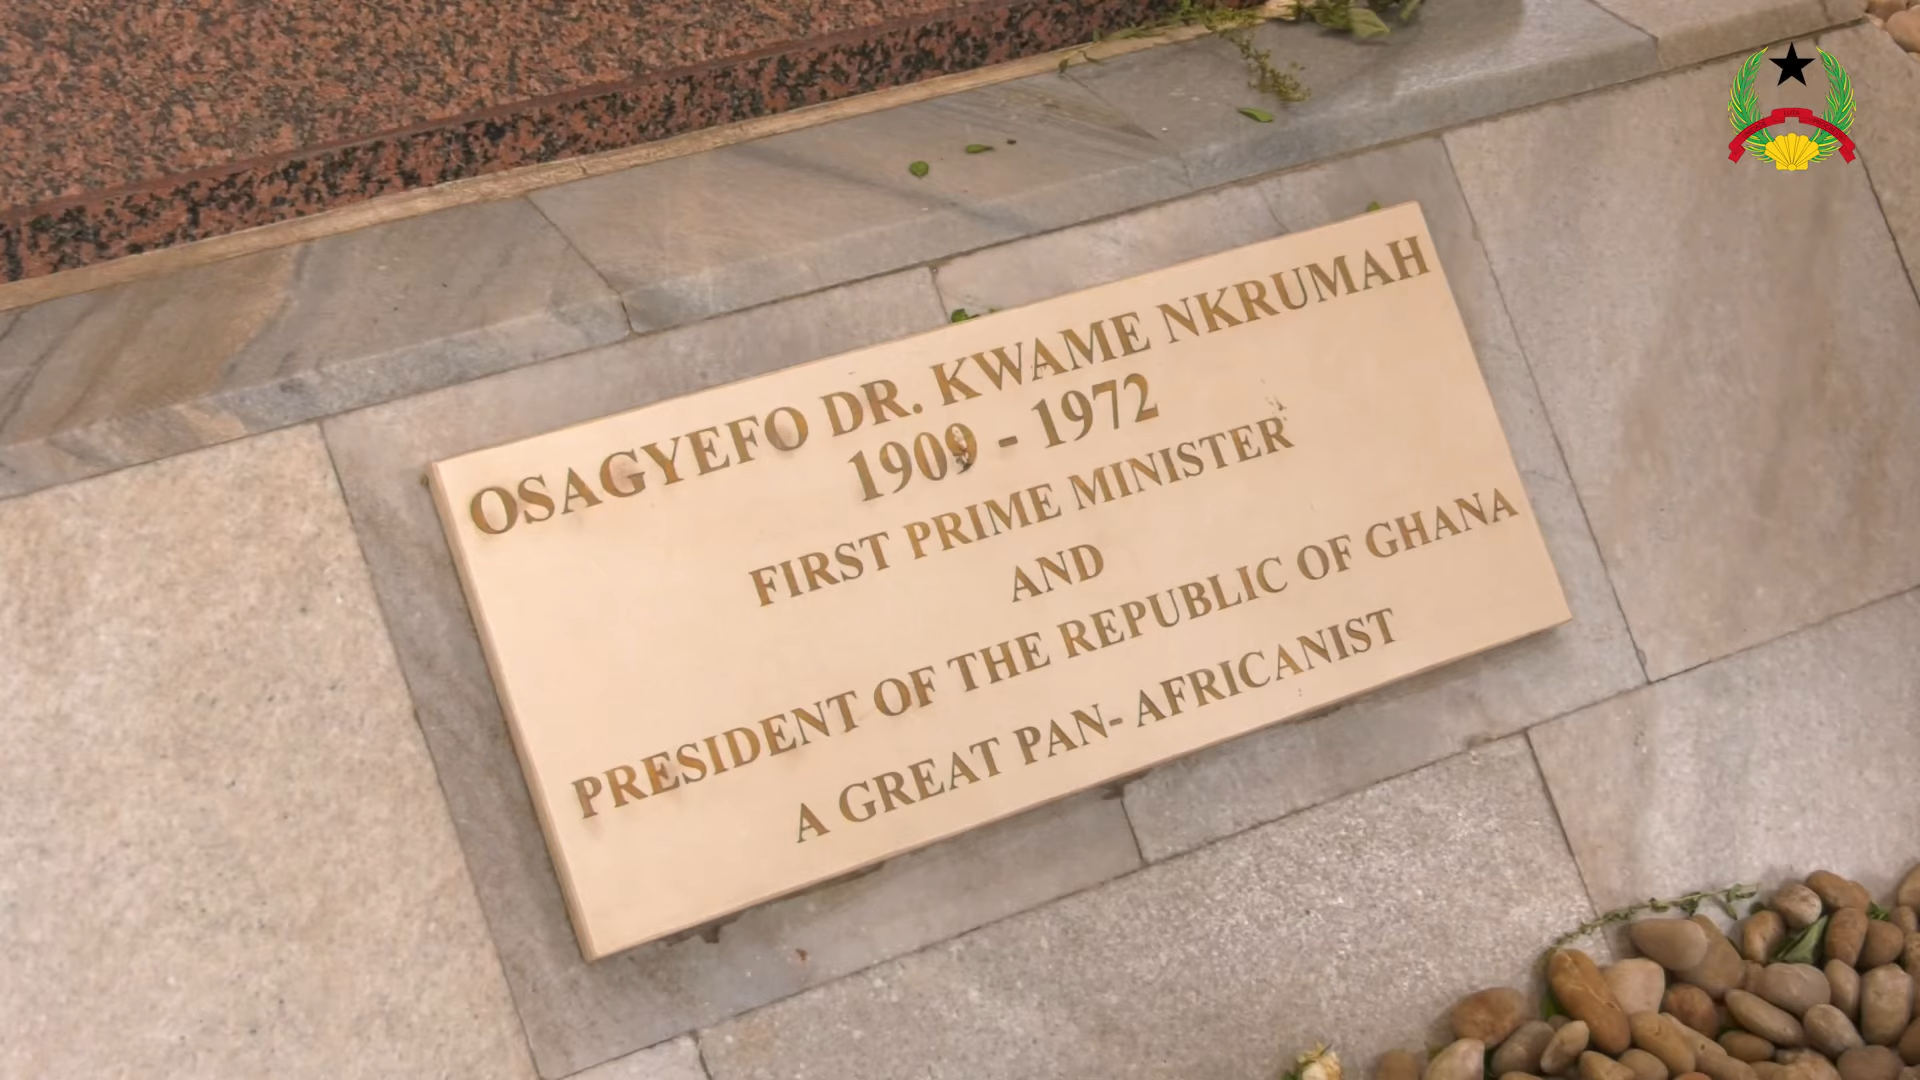 OSAGYEFO DR. KWAME NKRUMAH
1909 - 1972
FIRST PRIME MINISTER
AND
PRESIDENT OF THE REPUBLIC OF GHANA
A GREAT PAN- AFRICANIST